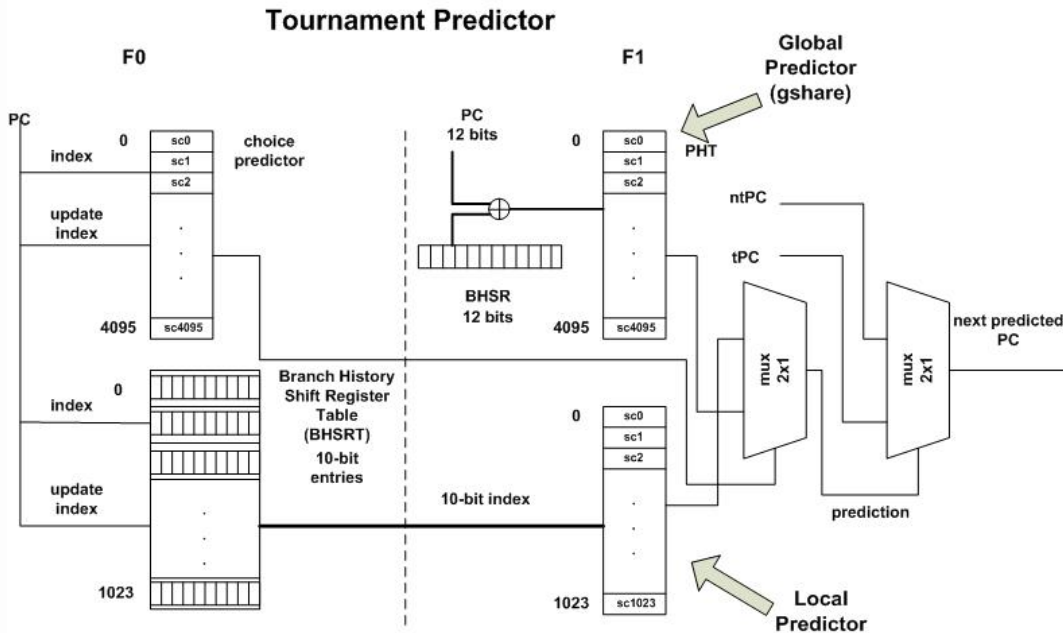 Tournament Predictor
F0
F1
Global
Predictor
(gshare)
PC
0
sc0
sc1
sc2
choice
predictor
index
update
index
4095
sc4095
PC
12 bits
BHSR
12 bits
0
sc0
sc1
sc2
PHT
4095
sc4095
ntPC
tPC
mux
2x1
mux
2x1
next predicted
PC
prediction
0
index
update
index
1023
Branch History
Shift Register
Table
(BHSRT)
10-bit
entries
10-bit index
0
sc0
sc1
sc2
1023
sc1023
Local
Predictor